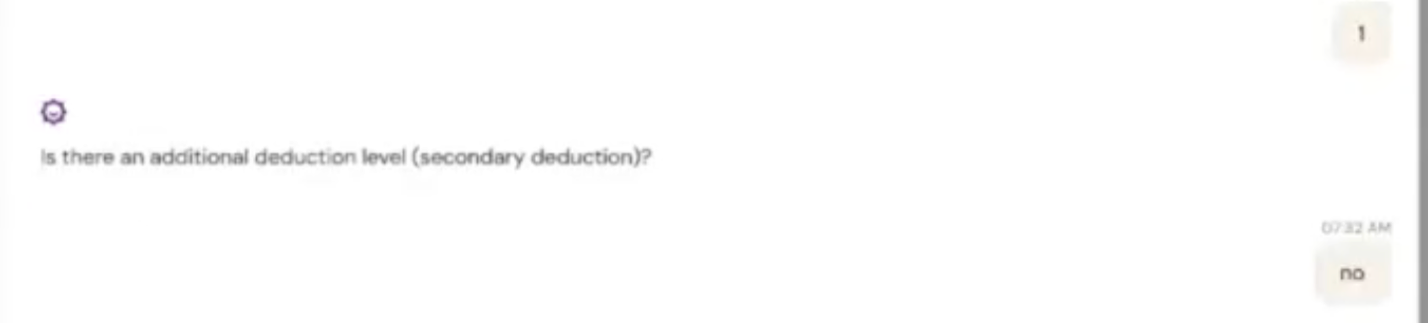 1
Is there an additional deduction level (secondary deduction)?
07:32 AM
no